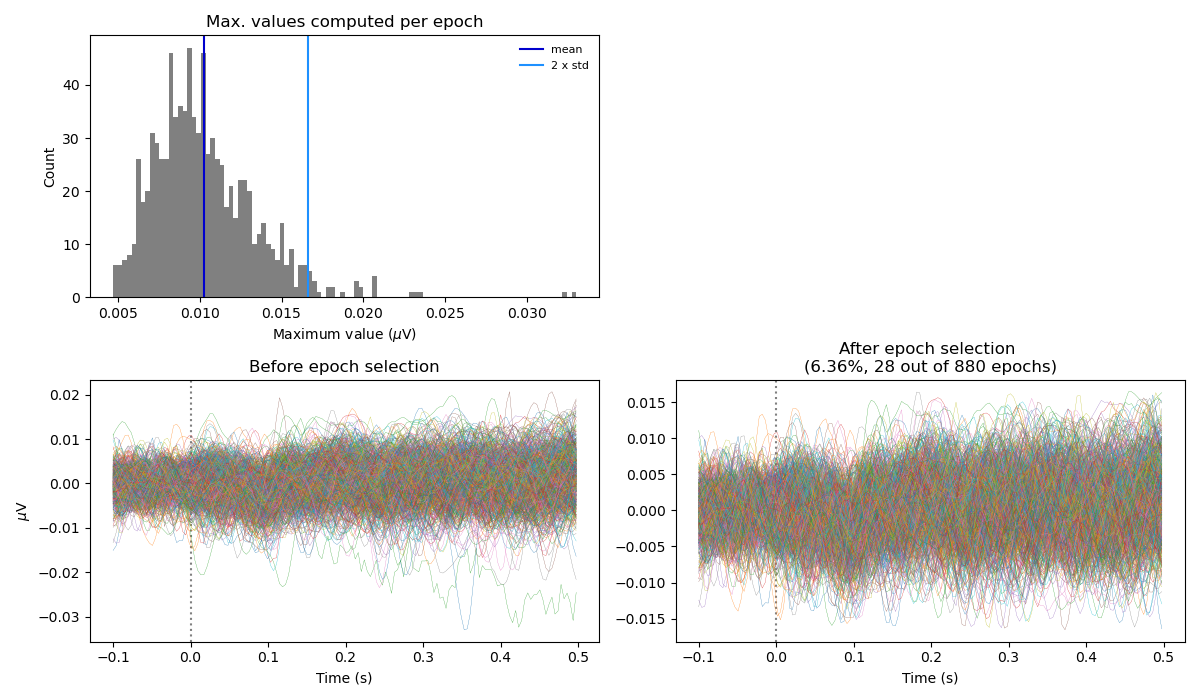 Max. values computed per epoch
mean
2 x std
Count
40
30
20
10
0
0.005 0.010 0.015 0.020 0.025 0.030
Maximum value (μV)
Before epoch selection
μV
0.02
0.01
0.00
−0.01
−0.02
−0.03
−0.1 0.0 0.1 0.2 0.3 0.4 0.5
Time (s)
After epoch selection
(6.36%, 28 out of 880 epochs)
0.015
0.010
0.005
0.000
−0.005
−0.010
−0.015
−0.1 0.0 0.1 0.2 0.3 0.4 0.5
Time (s)